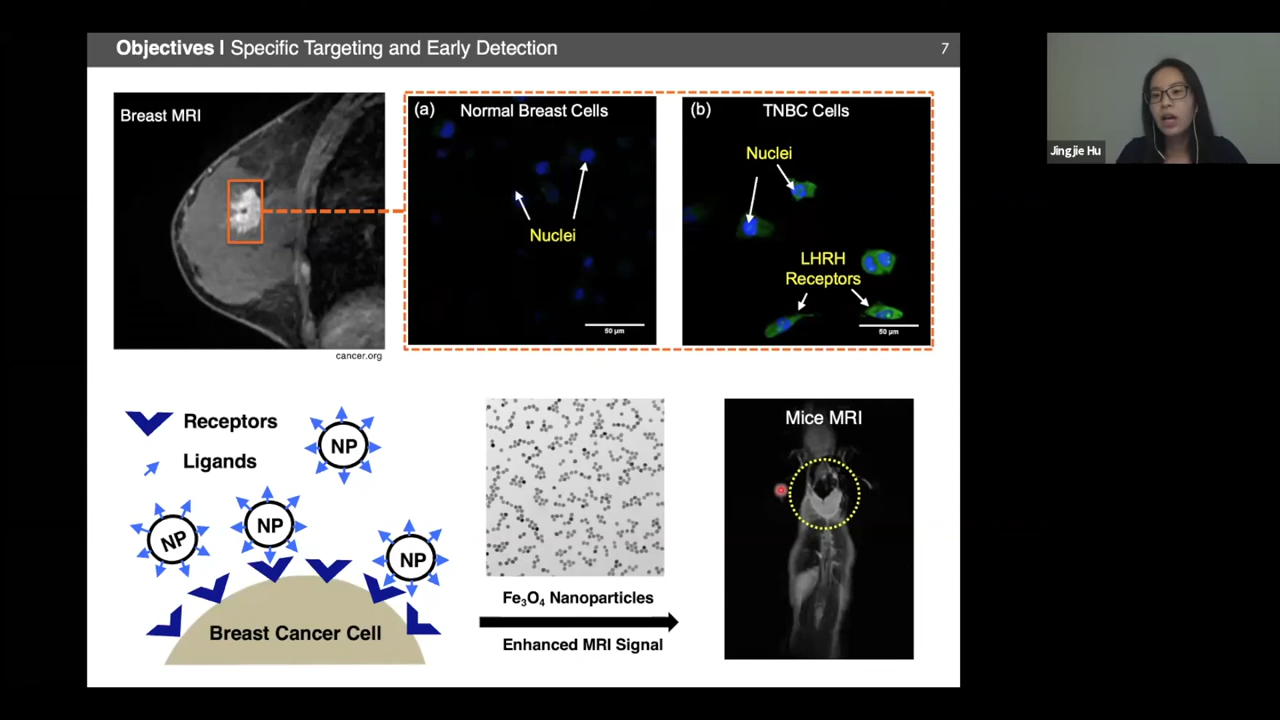 Objectives I Specific Targeting and Early Detection
7
Jingjie Hu
Breast MRI
cancer.org
(a)
Normal Breast Cells
Nuclei
50 μm
(b)
TNBC Cells
Nuclei
LHRH
Receptors
50 μm
Receptors
Ligands
NP
NP
NP
NP
Breast Cancer Cell
Fe₃O₄ Nanoparticles
Enhanced MRI Signal
Mice MRI